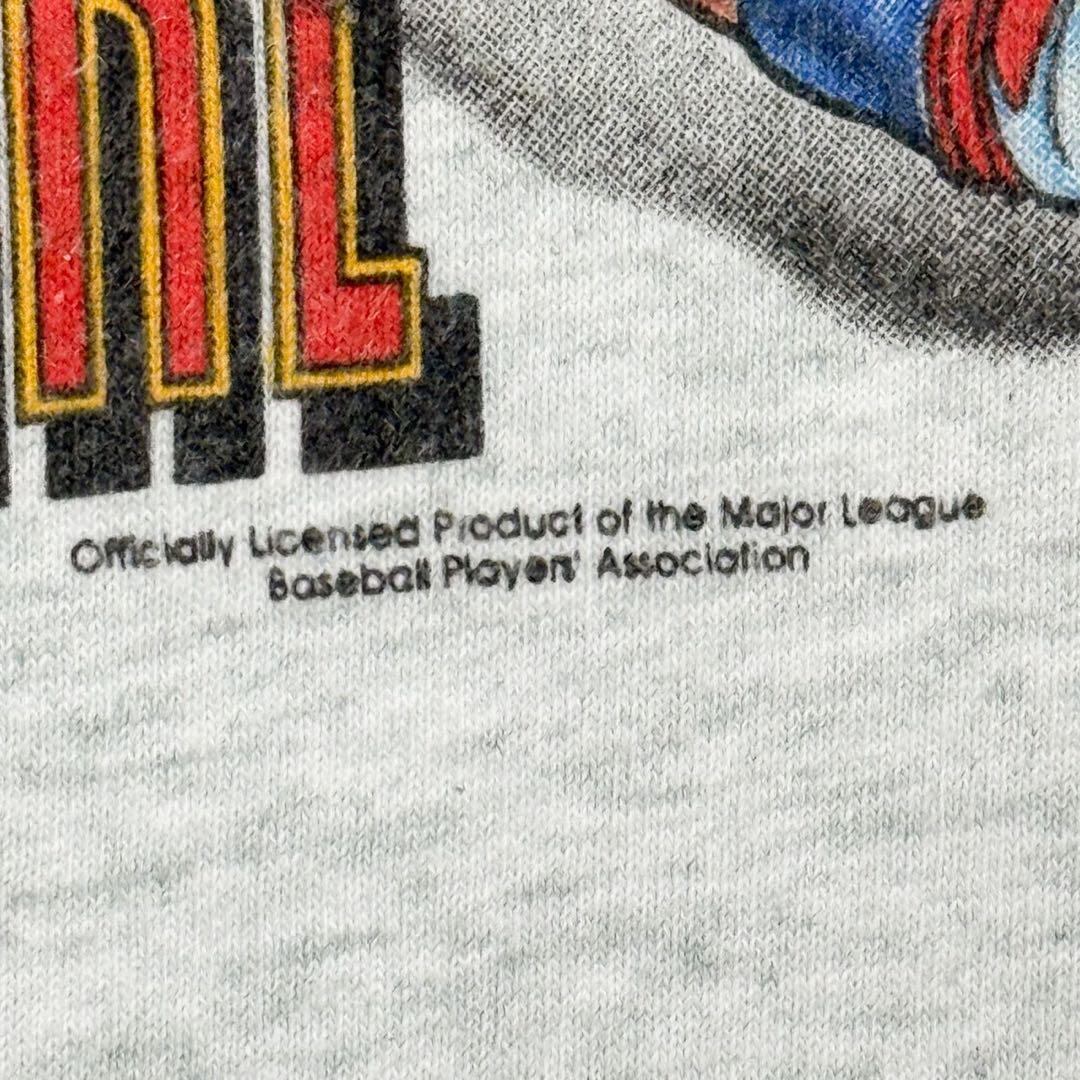 Officially Licensed Product of the Major League
Baseball Players' Association